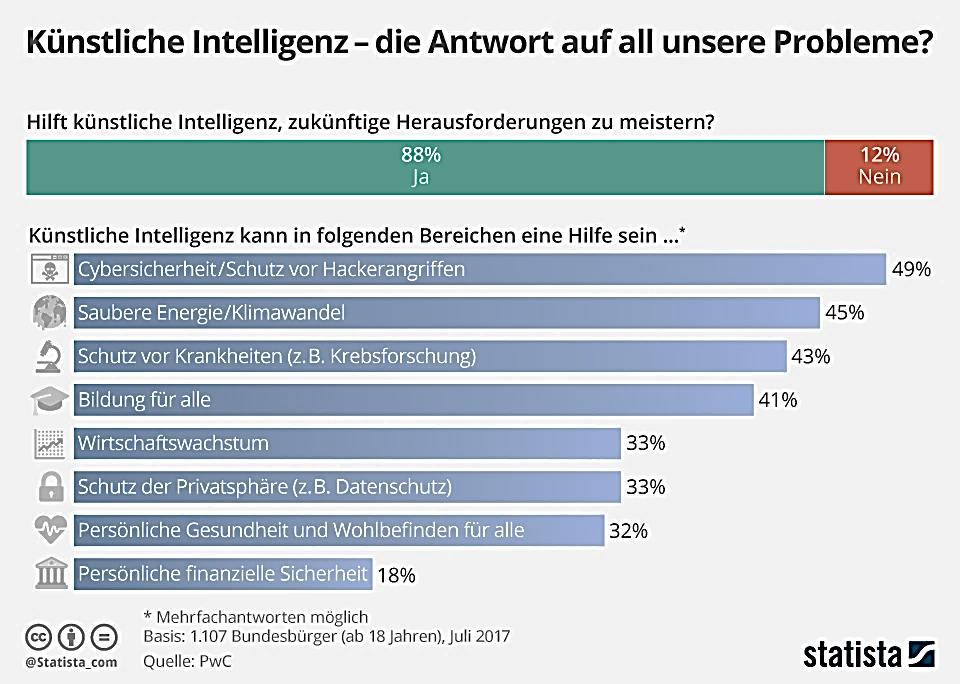 Künstliche Intelligenz – die Antwort auf all unsere Probleme?
Hilft künstliche Intelligenz, zukünftige Herausforderungen zu meistern?
88%
Ja
12%
Nein
Künstliche Intelligenz kann in folgenden Bereichen eine Hilfe sein ...*
Cybersicherheit/Schutz vor Hackerangriffen 49%
Saubere Energie/Klimawandel 45%
Schutz vor Krankheiten (z.B. Krebsforschung) 43%
Bildung für alle 41%
Wirtschaftswachstum 33%
Schutz der Privatsphäre (z.B. Datenschutz) 33%
Persönliche Gesundheit und Wohlbefinden für alle 32%
Persönliche finanzielle Sicherheit 18%
* Mehrfachantworten möglich
Basis: 1.107 Bundesbürger (ab 18 Jahren), Juli 2017
Quelle: PwC
cc
@Statista_com
statista